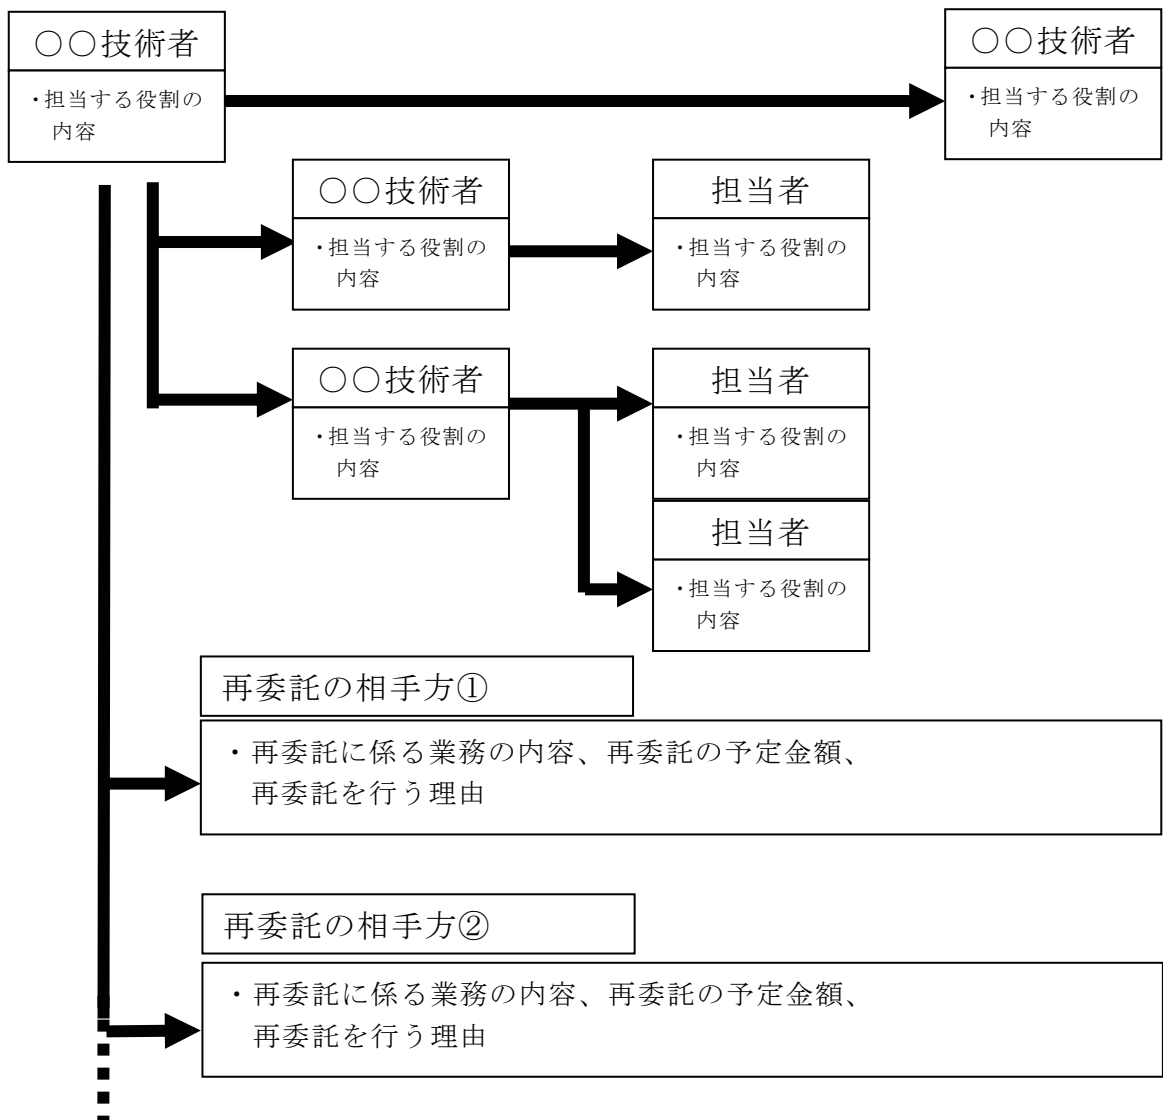 ○○技術者
・担当する役割の
内容
○○技術者
・担当する役割の
内容
○○技術者
・担当する役割の
内容
担当者
・担当する役割の
内容
○○技術者
・担当する役割の
内容
担当者
・担当する役割の
内容
担当者
・担当する役割の
内容
再委託の相手方①
・再委託に係る業務の内容、再委託の予定金額、
再委託を行う理由
再委託の相手方②
・再委託に係る業務の内容、再委託の予定金額、
再委託を行う理由